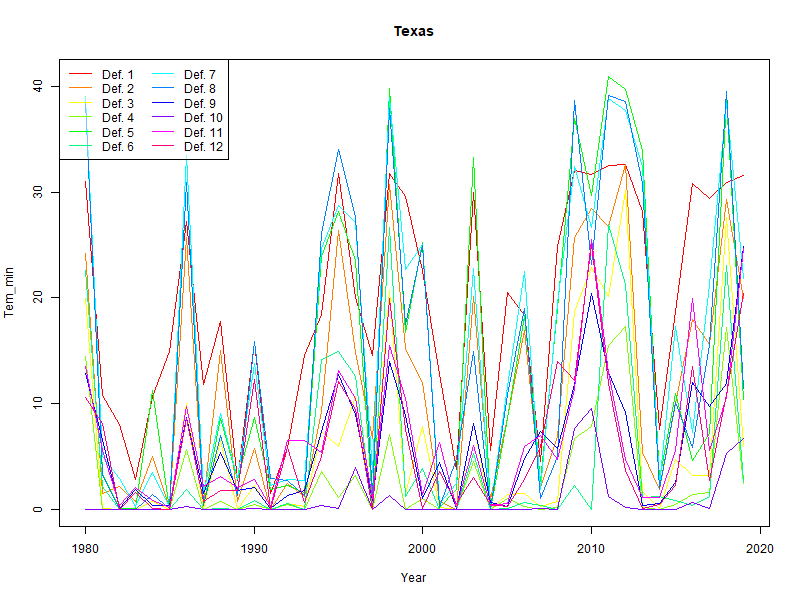 Texas
Def. 1 Def. 7
Def. 2 Def. 8
Def. 3 Def. 9
Def. 4 Def. 10
Def. 5 Def. 11
Def. 6 Def. 12
Tem_min
40
30
20
10
0
1980 1990 2000 2010 2020
Year